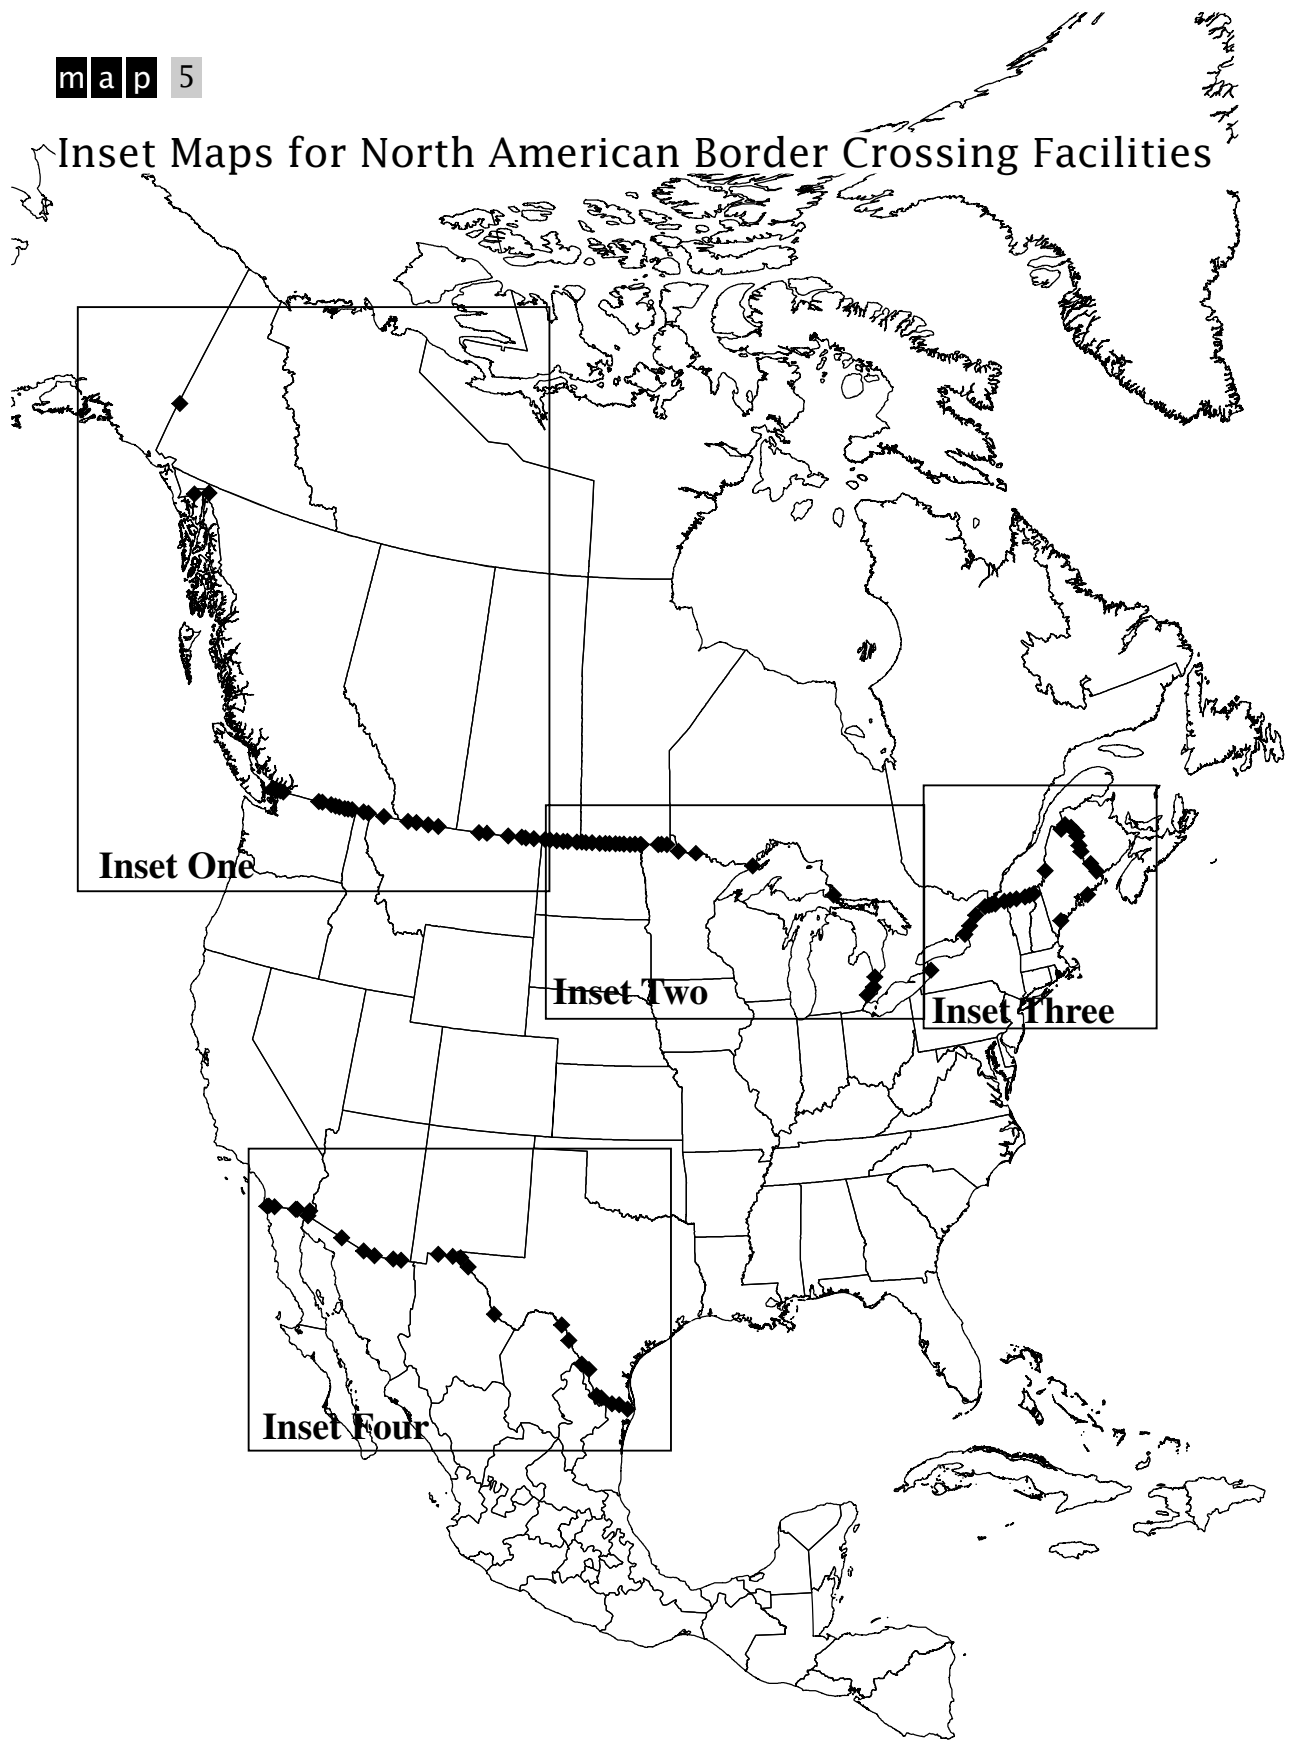 map 5
Inset Maps for North American Border Crossing Facilities
Inset One
Inset Two
Inset Three
Inset Four